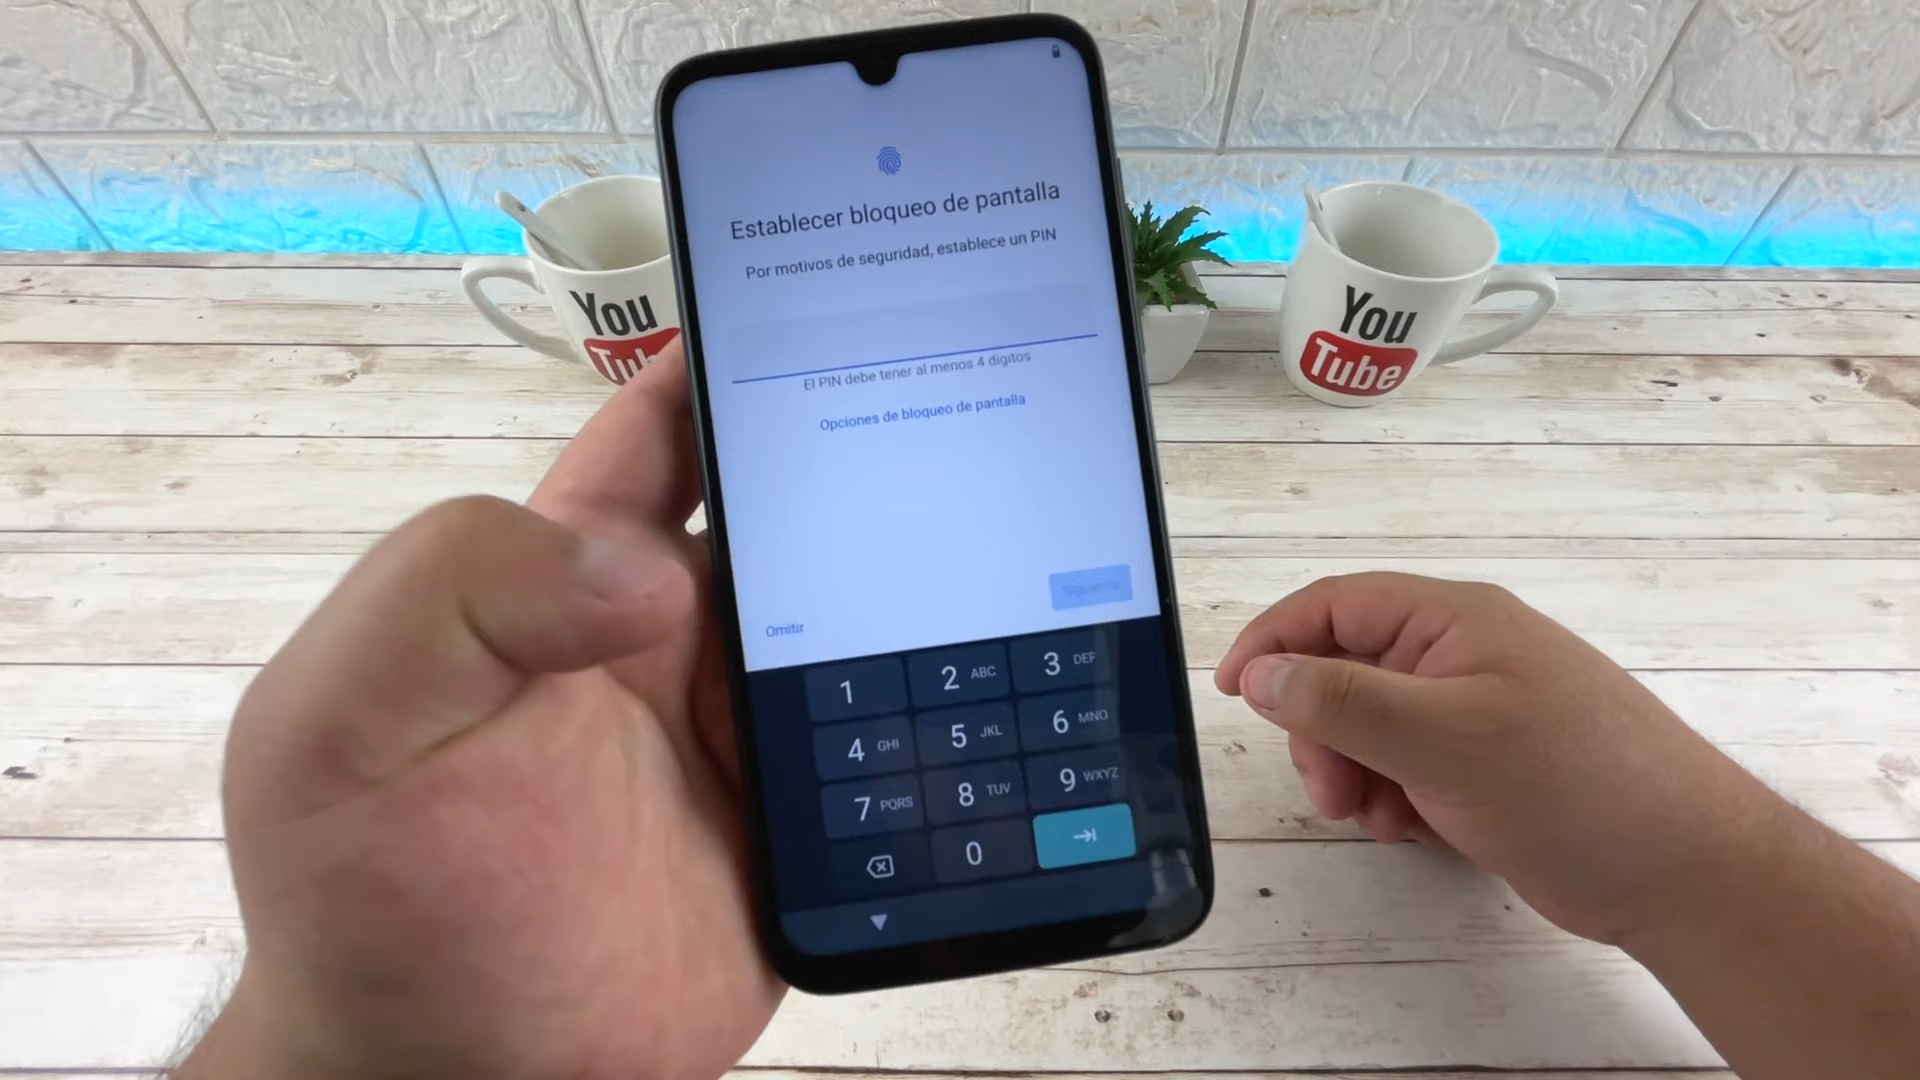 Establecer bloqueo de pantalla
Por motivos de seguridad, establece un PIN
El PIN debe tener al menos 4 dígitos
Opciones de bloqueo de pantalla
Siguiente
Omitir
1
2 ABC
3 DEF
4 GHI
5 JKL
6 MNO
7 PQRS
8 TUV
9 WXYZ
0
You
Tub
You
Tube